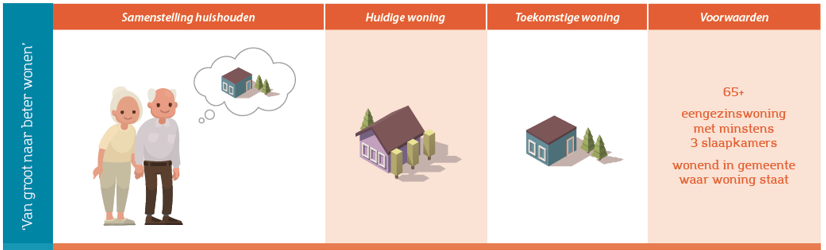 'Van groot naar beter wonen'
Samenstelling huishouden
Huidige woning
Toekomstige woning
Voorwaarden
65+
eengezinswoning
met minstens
3 slaapkamers
wonend in gemeente
waar woning staat